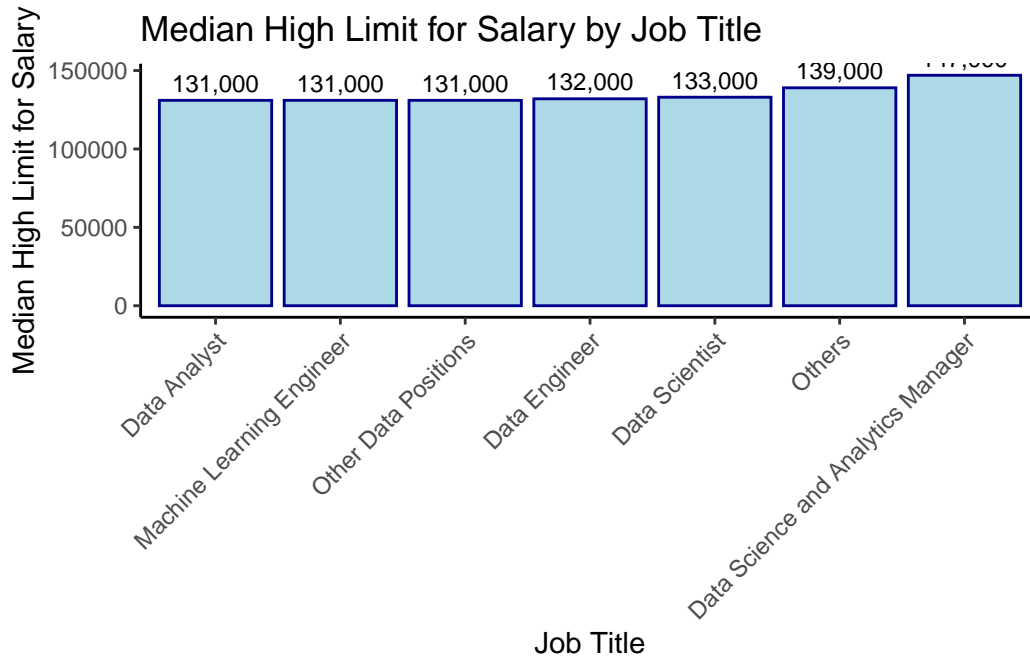 Median High Limit for Salary by Job Title
Median High Limit for Salary
150000
100000
50000
0
131,000
131,000
131,000
132,000
133,000
139,000
147,000
Data Analyst
Machine Learning Engineer
Other Data Positions
Data Engineer
Data Scientist
Others
Data Science and Analytics Manager
Job Title